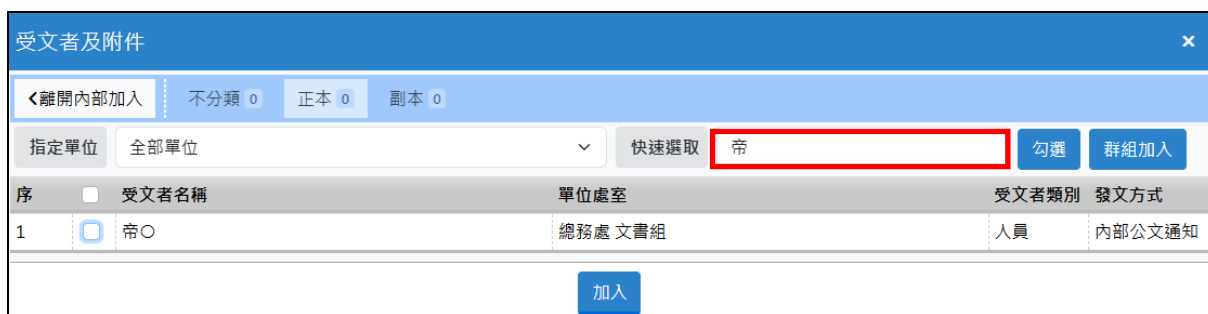 受文者及附件 ×
離開內部加入 不分類 0 正本 0 副本 0
指定單位 全部單位 快速選取 帝 勾選 群組加入
序 受文者名稱 單位處室 受文者類別 發文方式
1 帝○ 總務處 文書組 人員 內部公文通知
加入